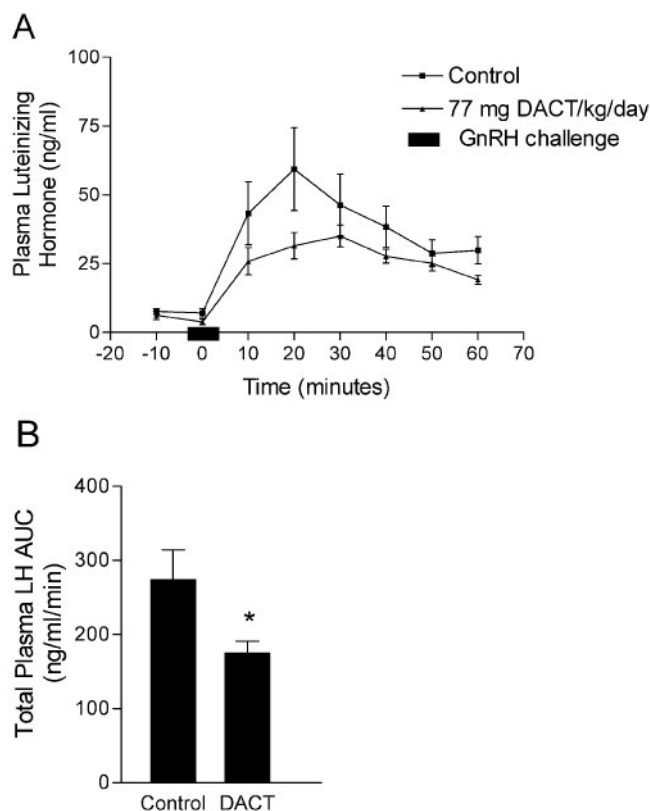 A
100
75
50
25
0
Plasma Luteinizing
Hormone (ng/ml)
Control
77 mg DACT/kg/day
GnRH challenge
-20 -10 0 10 20 30 40 50 60 70
Time (minutes)
B
400
300
200
100
0
Total Plasma LH AUC
(ng/ml/min)
*
Control DACT